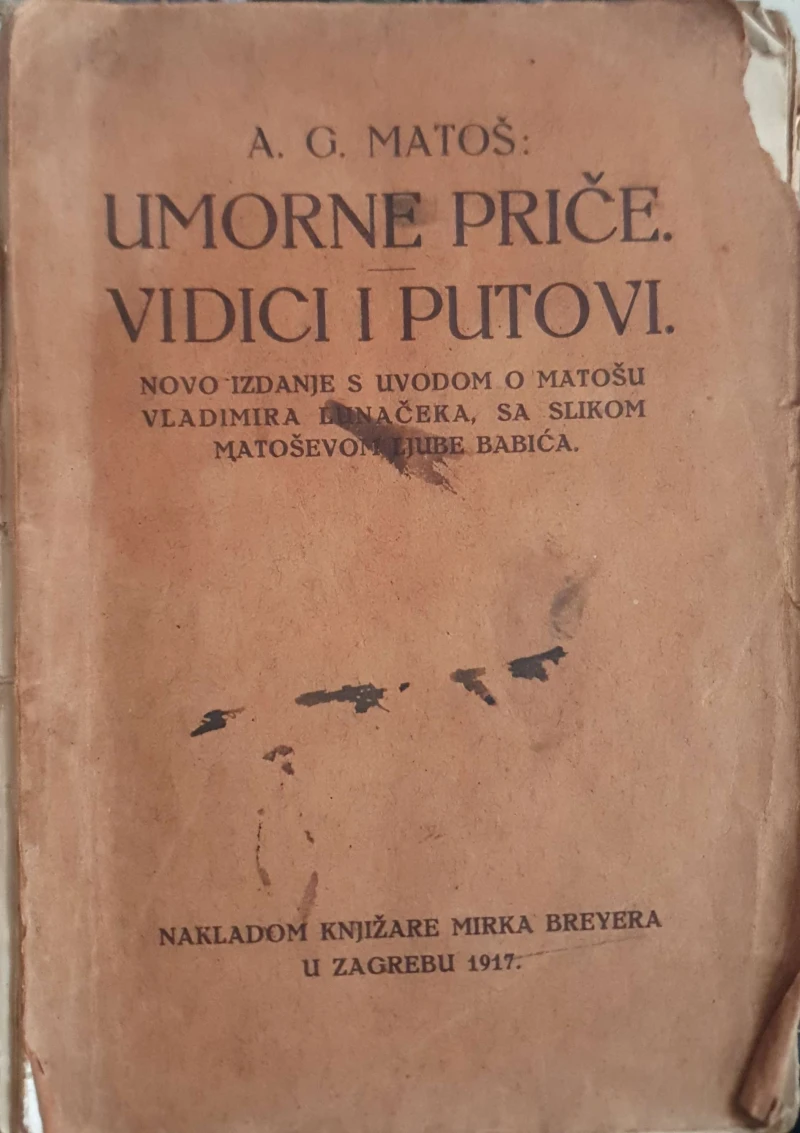 A. G. MATOŠ:
UMORNE PRIČE.
VIDICI I PUTOVI.
NOVO IZDANJE S UVODOM O MATOŠU
VLADIMIRA LUNAČEKA, SA SLIKOM
MATOŠEVOM LJUBE BABIĆA.
NAKLADOM KNJIŽARE MIRKA BREYERA
U ZAGREBU 1917.